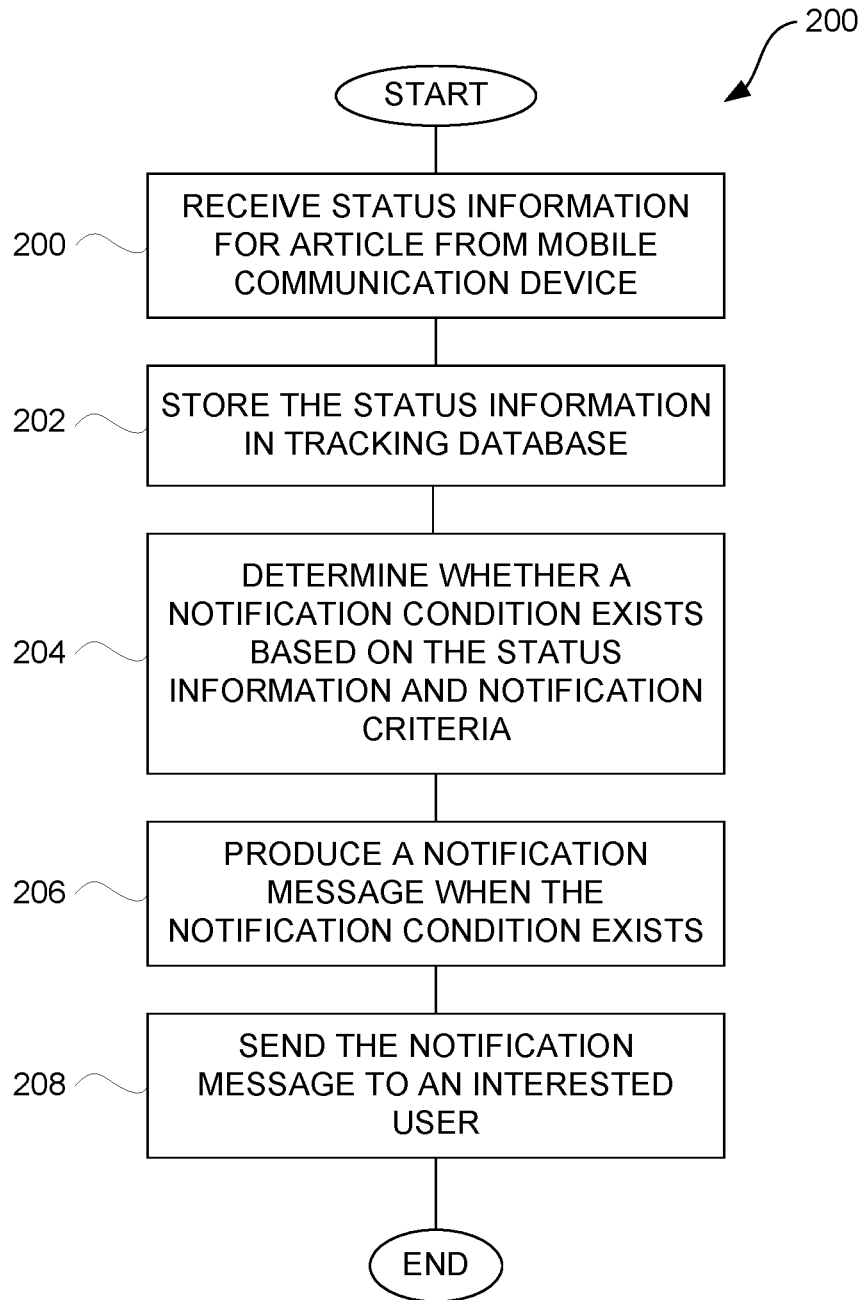 200
START
200
RECEIVE STATUS INFORMATION
FOR ARTICLE FROM MOBILE
COMMUNICATION DEVICE
202
STORE THE STATUS INFORMATION
IN TRACKING DATABASE
204
DETERMINE WHETHER A
NOTIFICATION CONDITION EXISTS
BASED ON THE STATUS
INFORMATION AND NOTIFICATION
CRITERIA
206
PRODUCE A NOTIFICATION
MESSAGE WHEN THE
NOTIFICATION CONDITION EXISTS
208
SEND THE NOTIFICATION
MESSAGE TO AN INTERESTED
USER
END